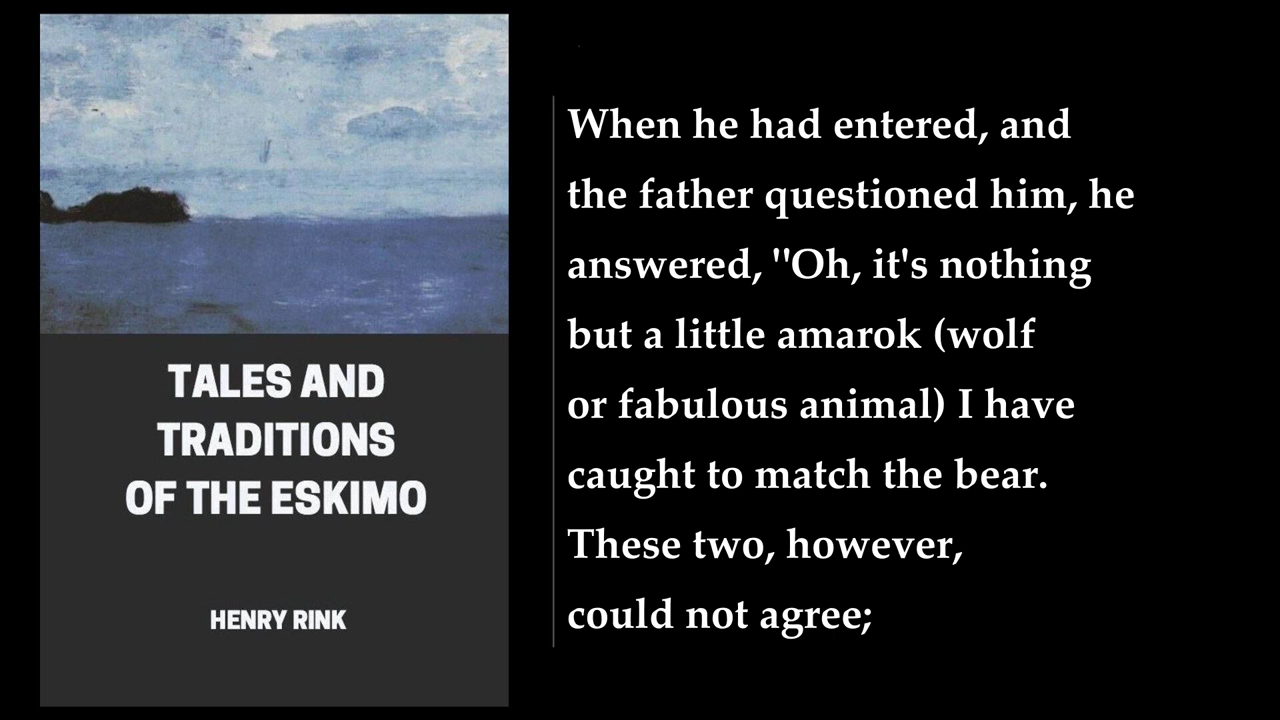 TALES AND
TRADITIONS
OF THE ESKIMO
HENRY RINK
When he had entered, and
the father questioned him, he
answered, "Oh, it's nothing
but a little amarok (wolf
or fabulous animal) I have
caught to match the bear.
These two, however,
could not agree;